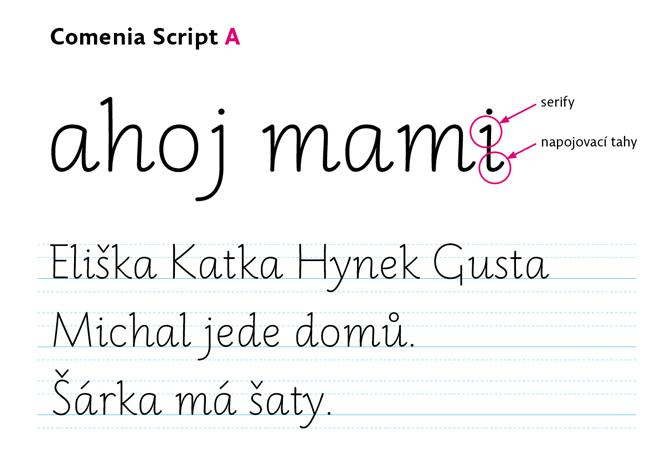 Comenia Script A
serify
ahoj mami
napojovací tahy
Eliška Katka Hynek Gusta
Michal jede domů.
Šárka má šaty.